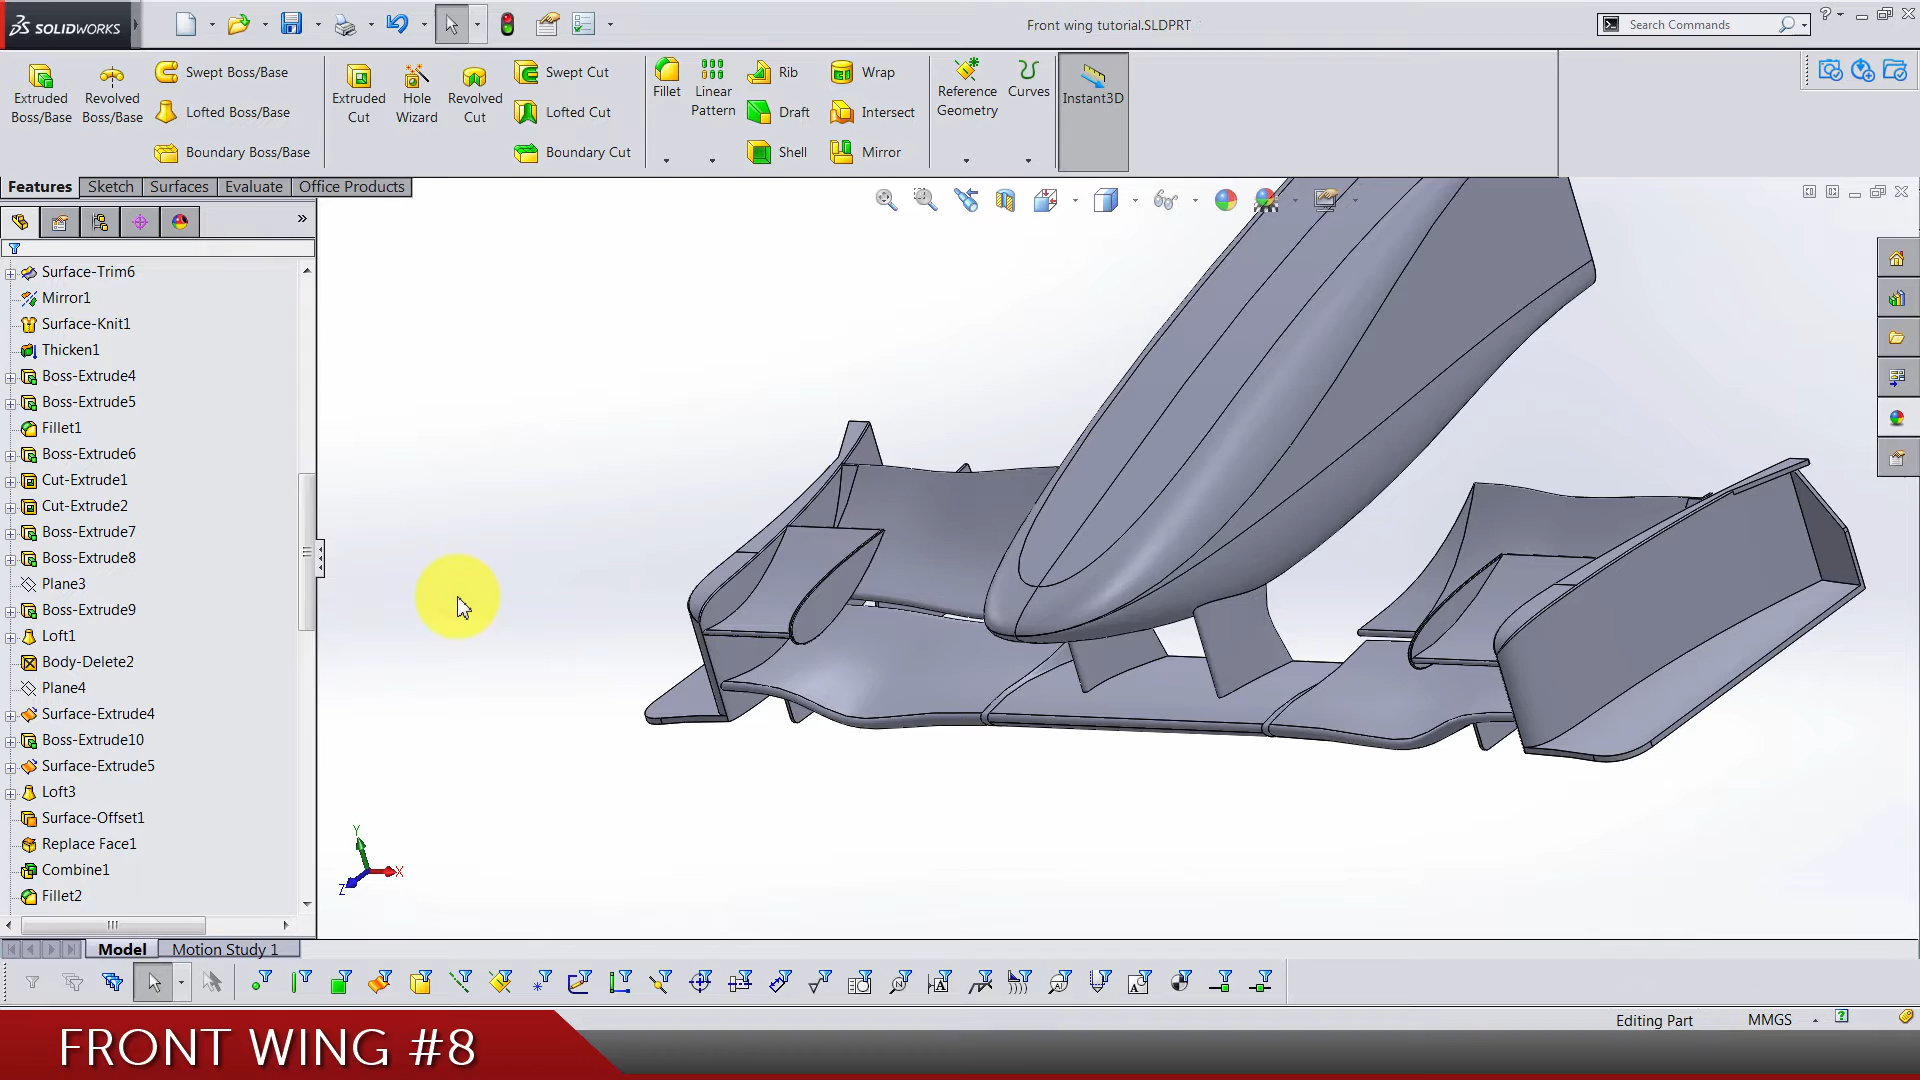 SOLIDWORKS
Front wing tutorial.SLDPRT
Search Commands
Extruded Boss/Base
Revolved Boss/Base
Swept Boss/Base
Lofted Boss/Base
Boundary Boss/Base
Extruded Cut
Hole Wizard
Revolved Cut
Swept Cut
Lofted Cut
Boundary Cut
Fillet
Linear Pattern
Rib
Draft
Shell
Wrap
Intersect
Mirror
Reference Geometry
Curves
Instant3D
Features
Sketch
Surfaces
Evaluate
Office Products
Surface-Trim6
Mirror1
Surface-Knit1
Thicken1
Boss-Extrude4
Boss-Extrude5
Fillet1
Boss-Extrude6
Cut-Extrude1
Cut-Extrude2
Boss-Extrude7
Boss-Extrude8
Plane3
Boss-Extrude9
Loft1
Body-Delete2
Plane4
Surface-Extrude4
Boss-Extrude10
Surface-Extrude5
Loft3
Surface-Offset1
Replace Face1
Combine1
Fillet2
Y
X
Z
Model
Motion Study 1
Editing Part
MMGS
FRONT WING #8